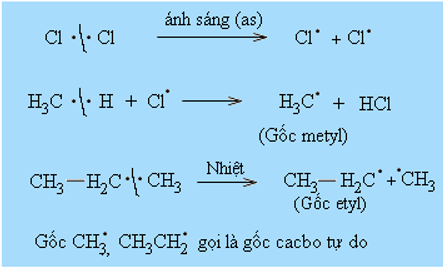 ánh sáng (as)
Cl •⌇• Cl ⟶ Cl• + Cl•
H₃C •⌇• H + Cl• ⟶ H₃C• + HCl
(Gốc metyl)
Nhiệt
CH₃—H₂C •⌇• CH₃ ⟶ CH₃—H₂C• + •CH₃
(Gốc etyl)
Gốc CH₃•, CH₃CH₂• gọi là gốc cacbo tự do